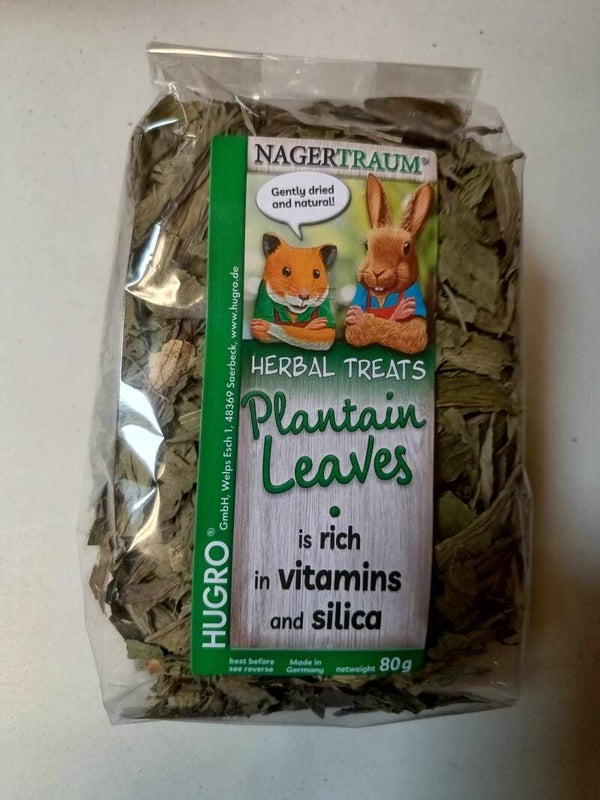 NAGERTRAUM®
Gently dried
and natural!
HERBAL TREATS
Plantain
Leaves
•
is rich
in vitamins
and silica
best before
see reverse
Made in
Germany
netweight 80g
HUGRO® GmbH, Welps Esch 1, 48369 Saerbeck, www.hugro.de